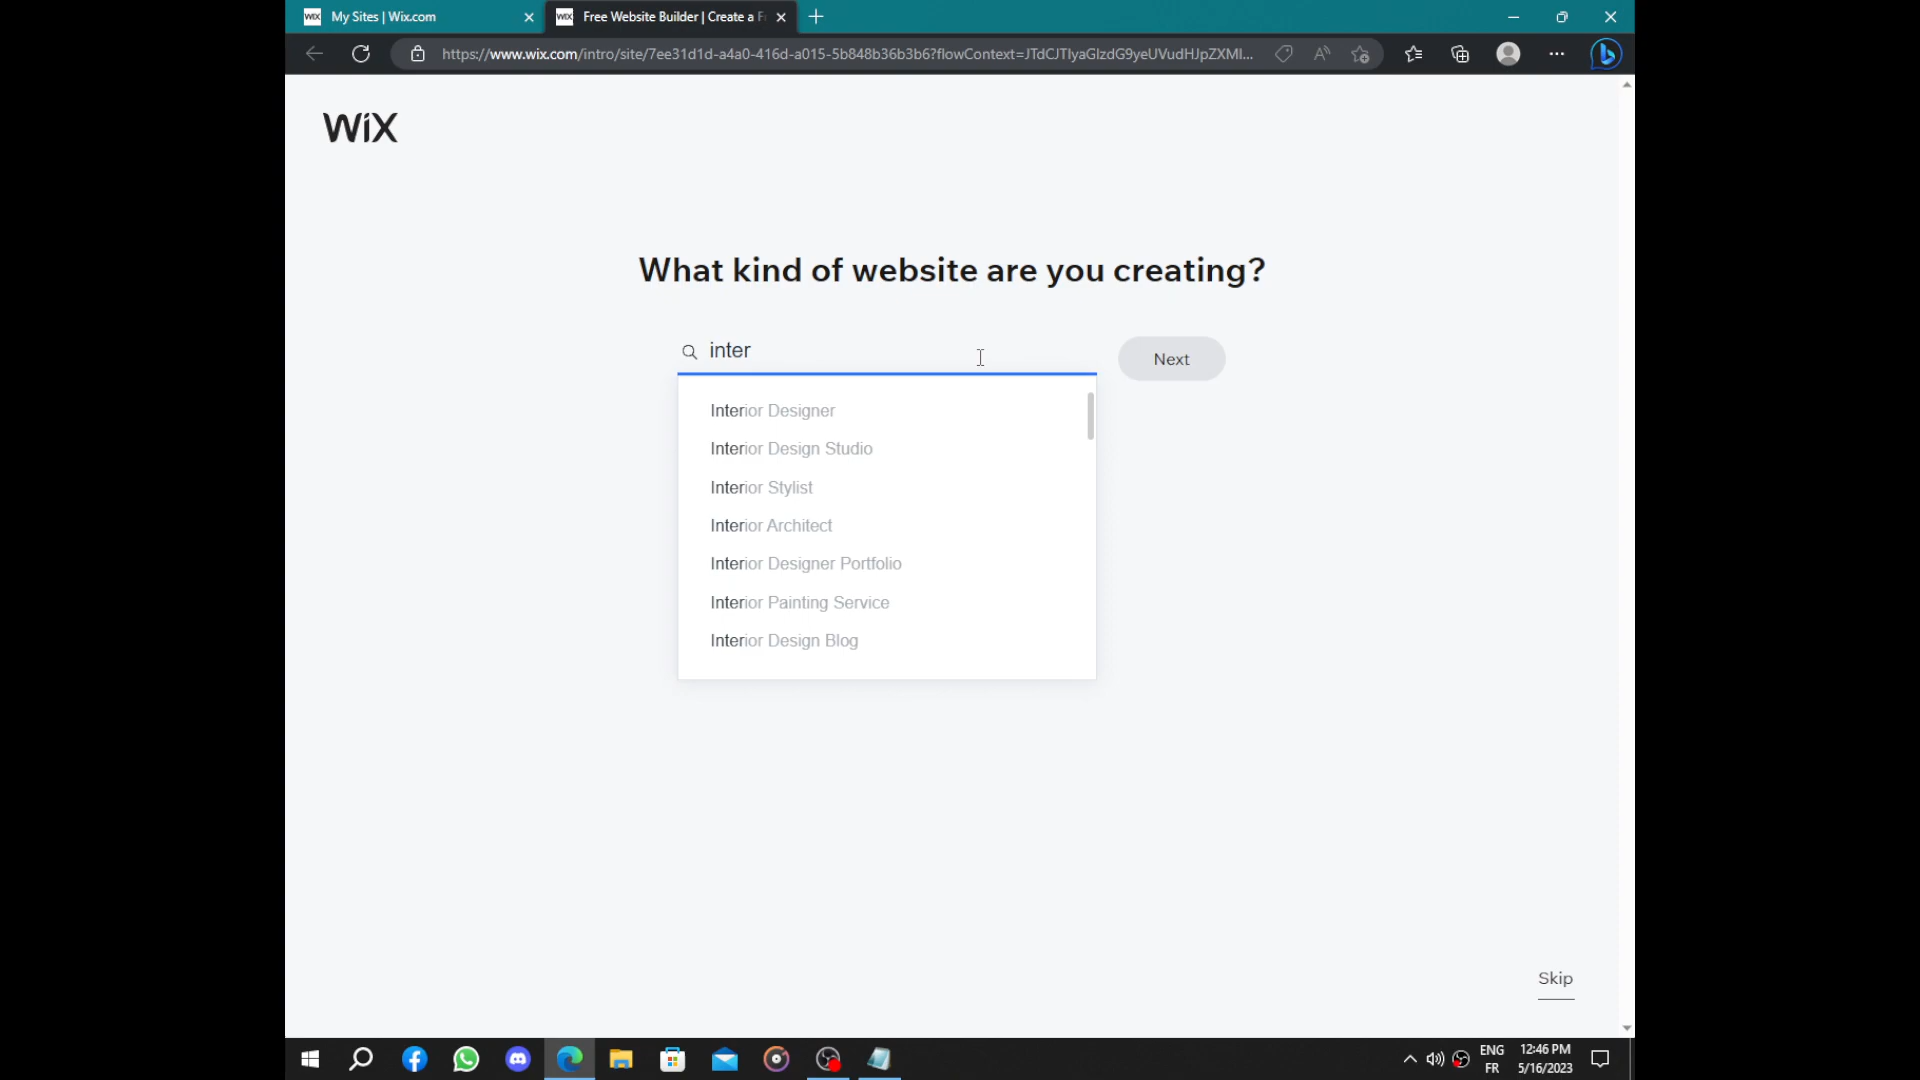 WIX My Sites | Wix.com
WIX Free Website Builder | Create a F
https://www.wix.com/intro/site/7ee31d1d-a4a0-416d-a015-5b848b36b3b6?flowContext=JTdCJTIyaGlzdG9yeUVudHJpZXMl...
WiX
What kind of website are you creating?
inter
Next
Interior Designer
Interior Design Studio
Interior Stylist
Interior Architect
Interior Designer Portfolio
Interior Painting Service
Interior Design Blog
Skip
ENG
FR
12:46 PM
5/16/2023